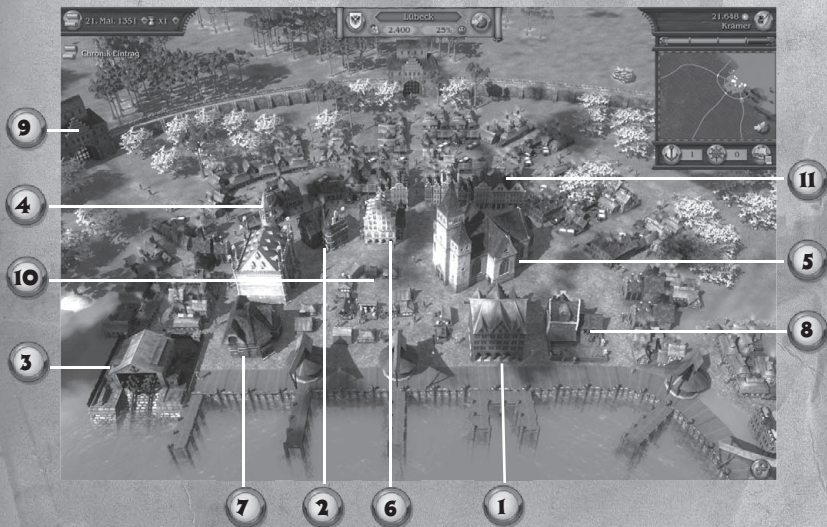 21. Mai. 1351 x1
Lübeck
2.400 25%
21.648
Krämer
Chronik Eintrag
1 0
9
4
10
3
11
5
8
7 2 6 1